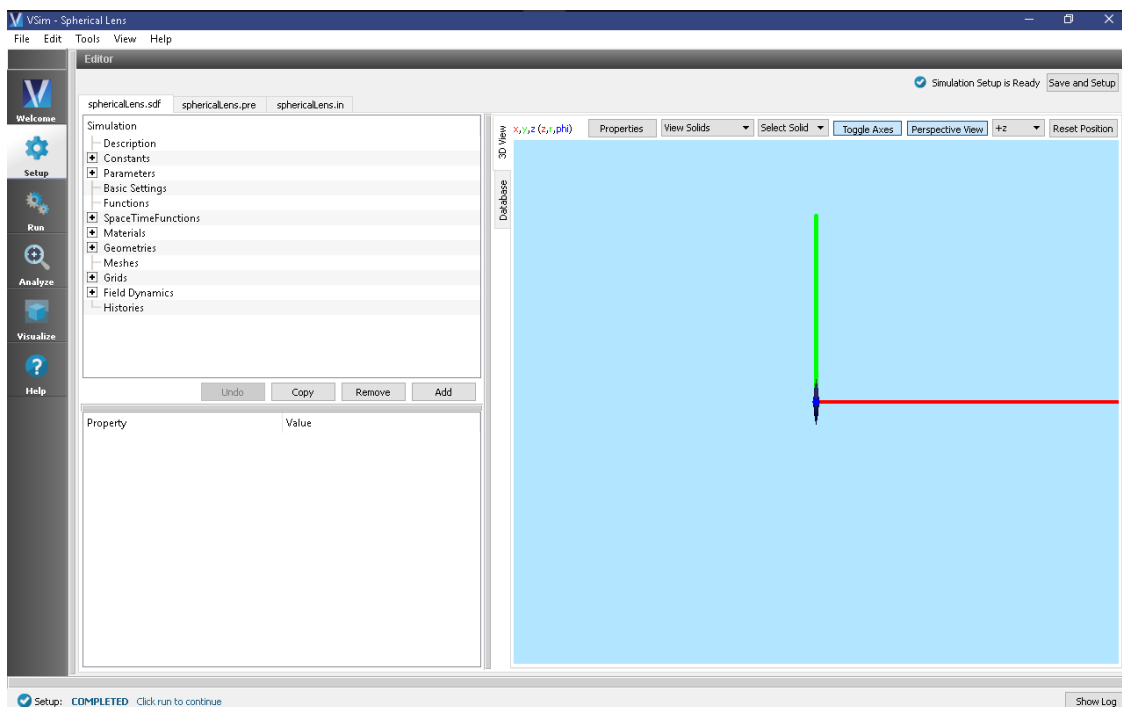 VSim - Spherical Lens
File Edit Tools View Help
Editor
Simulation Setup is Ready Save and Setup
Welcome
Setup
Run
Analyze
Visualize
Help
sphericalLens.sdf sphericalLens.pre sphericalLens.in
Simulation
Description
Constants
Parameters
Basic Settings
Functions
SpaceTimeFunctions
Materials
Geometries
Meshes
Grids
Field Dynamics
Histories
Undo Copy Remove Add
Property Value
3D View
Database
x,y,z (z,r,phi) Properties View Solids Select Solid Toggle Axes Perspective View +z Reset Position
Setup: COMPLETED Click run to continue
Show Log